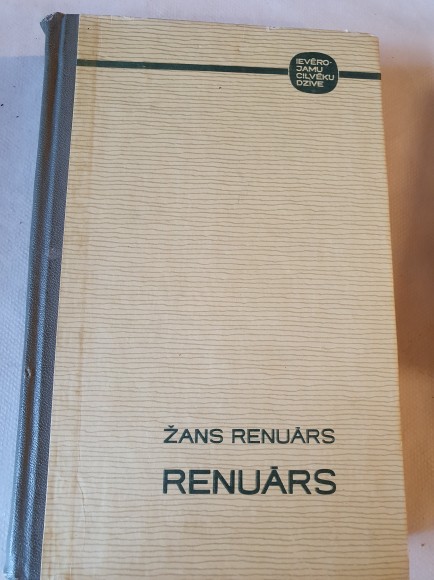 IEVĒRO-
JAMU
CILVĒKU
DZĪVE
ŽANS RENUĀRS
RENUĀRS